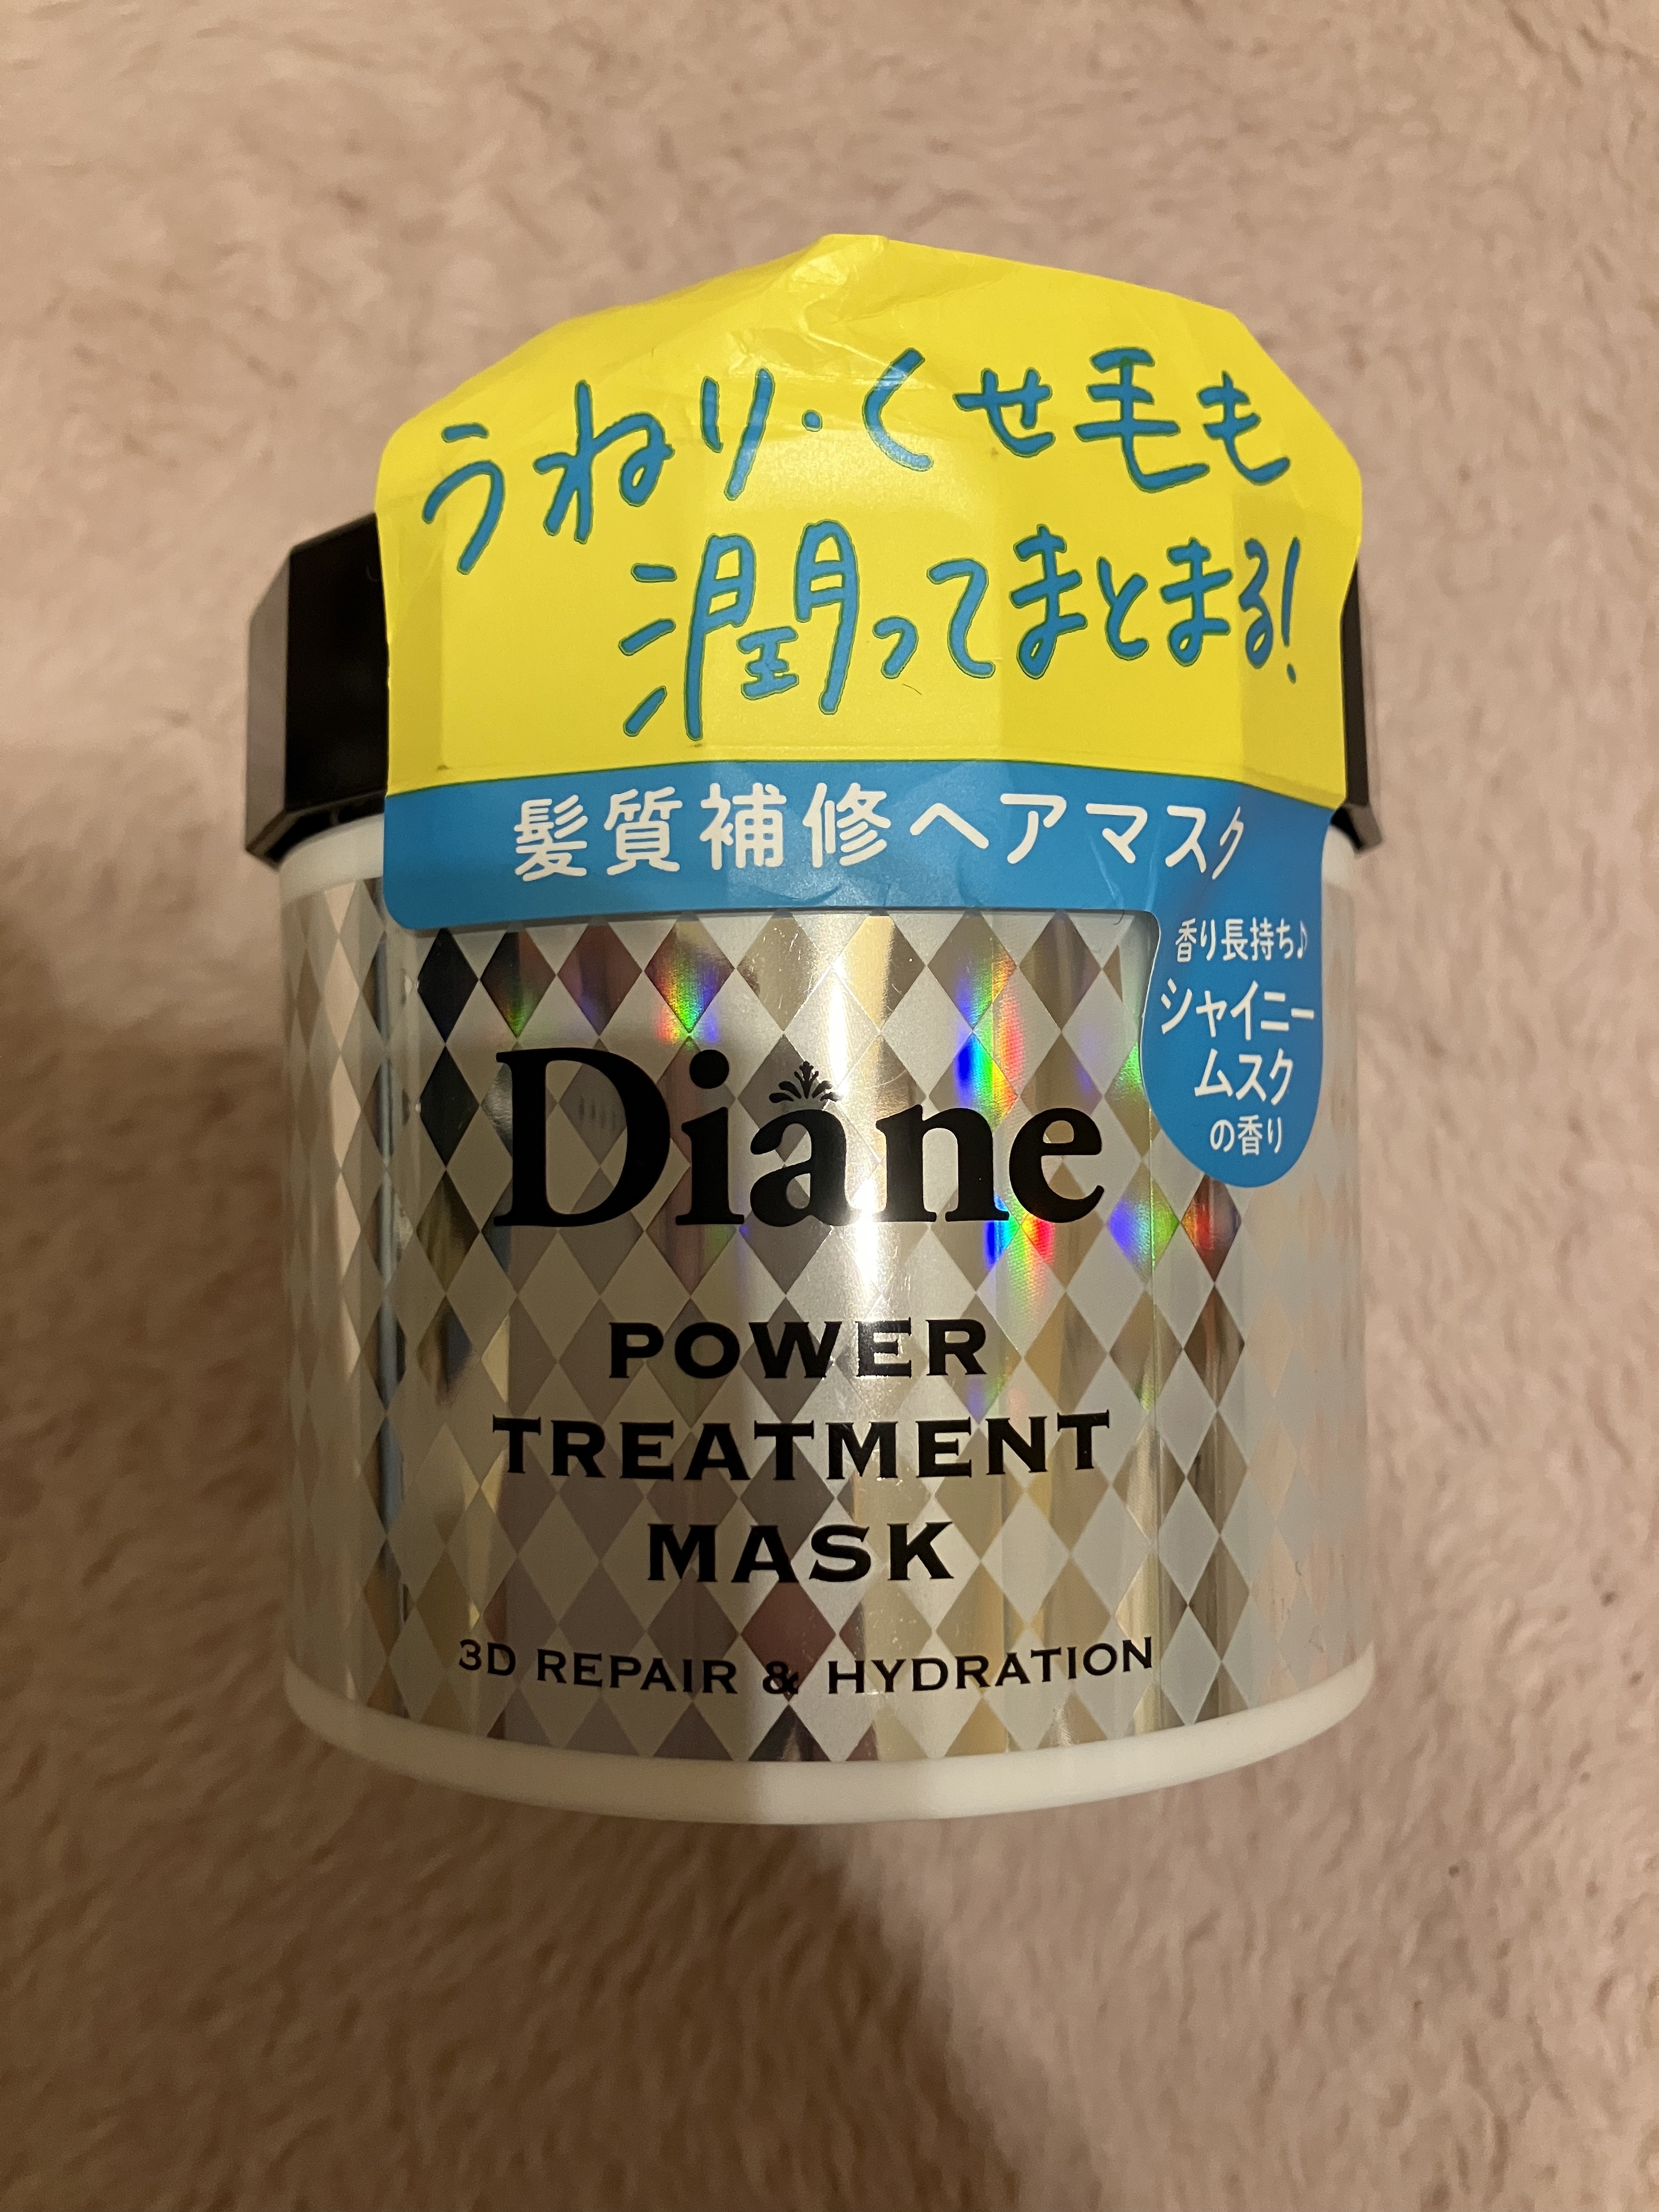 うねり・くせ毛も
潤ってまとまる!
髪質補修ヘアマスク
香り長持ち♪
シャイニー
ムスク
の香り
Diane
POWER
TREATMENT
MASK
3D REPAIR & HYDRATION